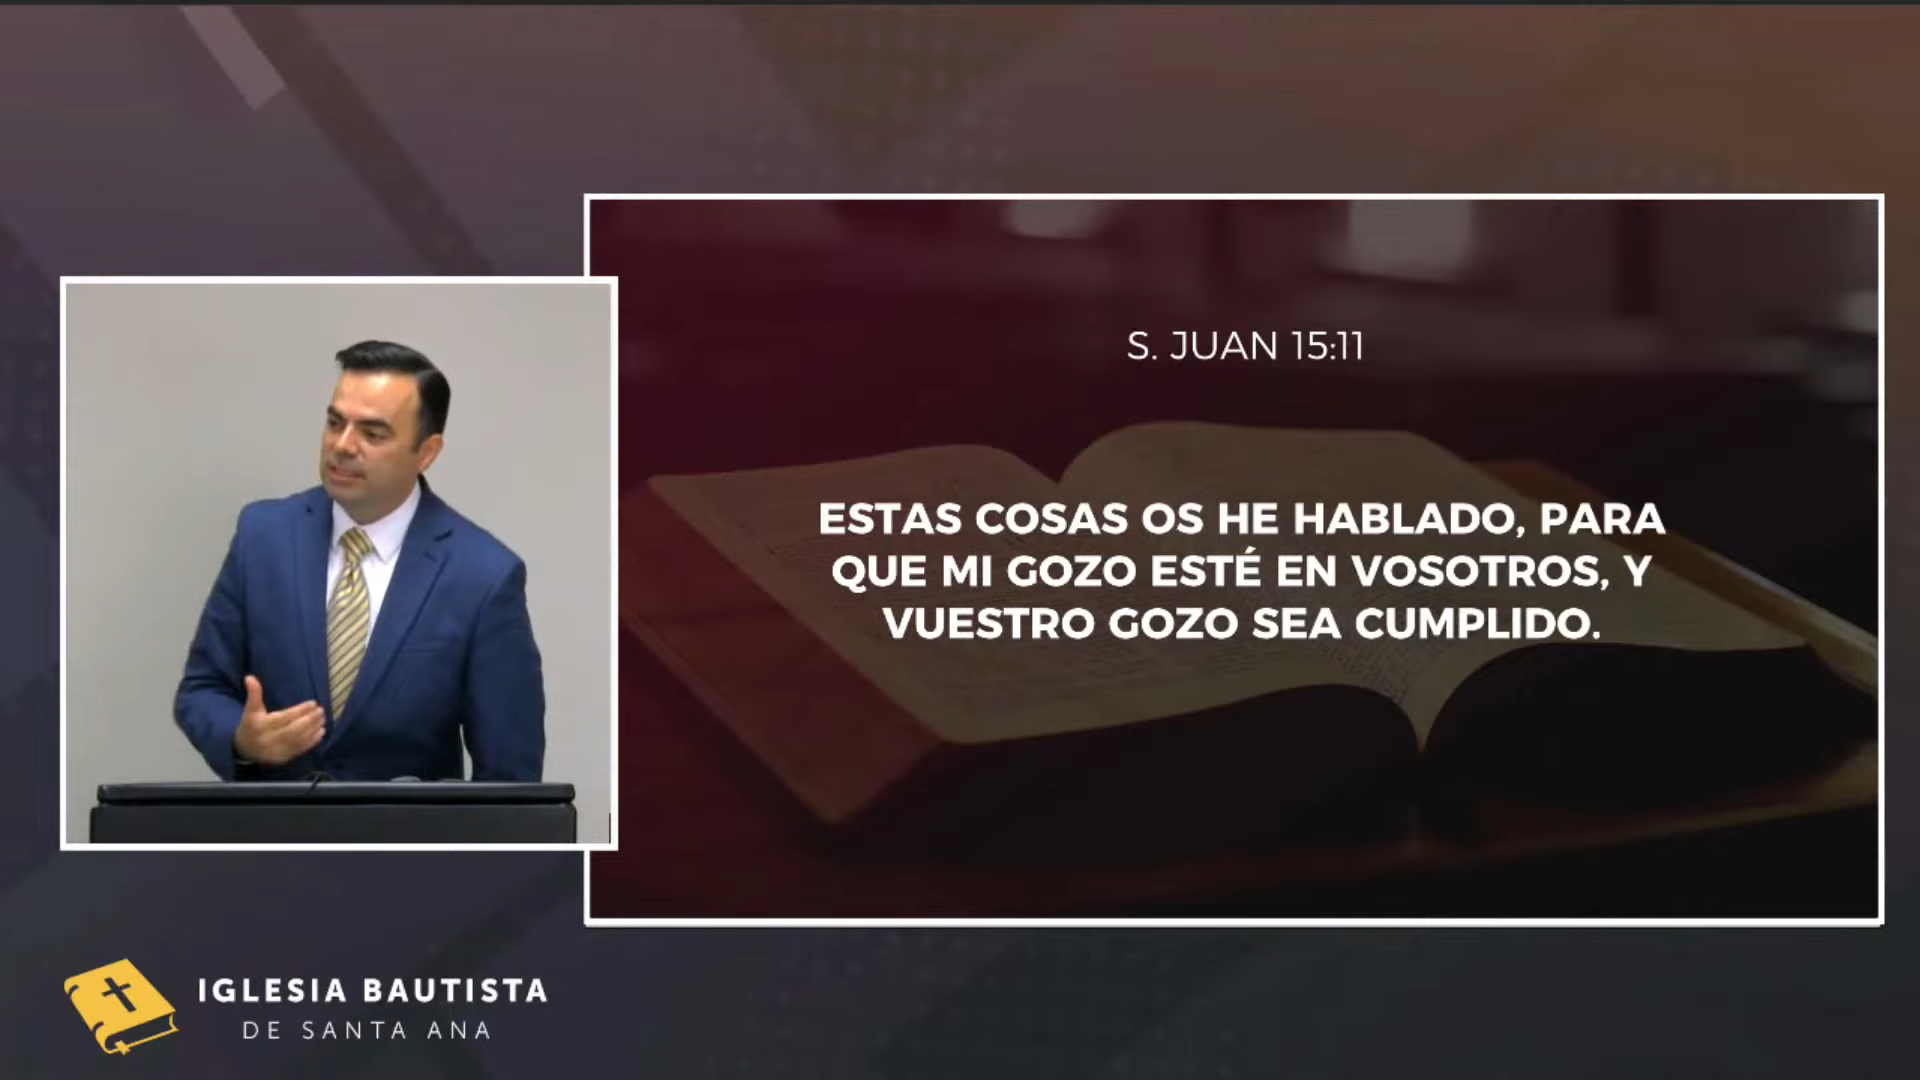 S. JUAN 15:11
ESTAS COSAS OS HE HABLADO, PARA
QUE MI GOZO ESTÉ EN VOSOTROS, Y
VUESTRO GOZO SEA CUMPLIDO.
IGLESIA BAUTISTA
DE SANTA ANA